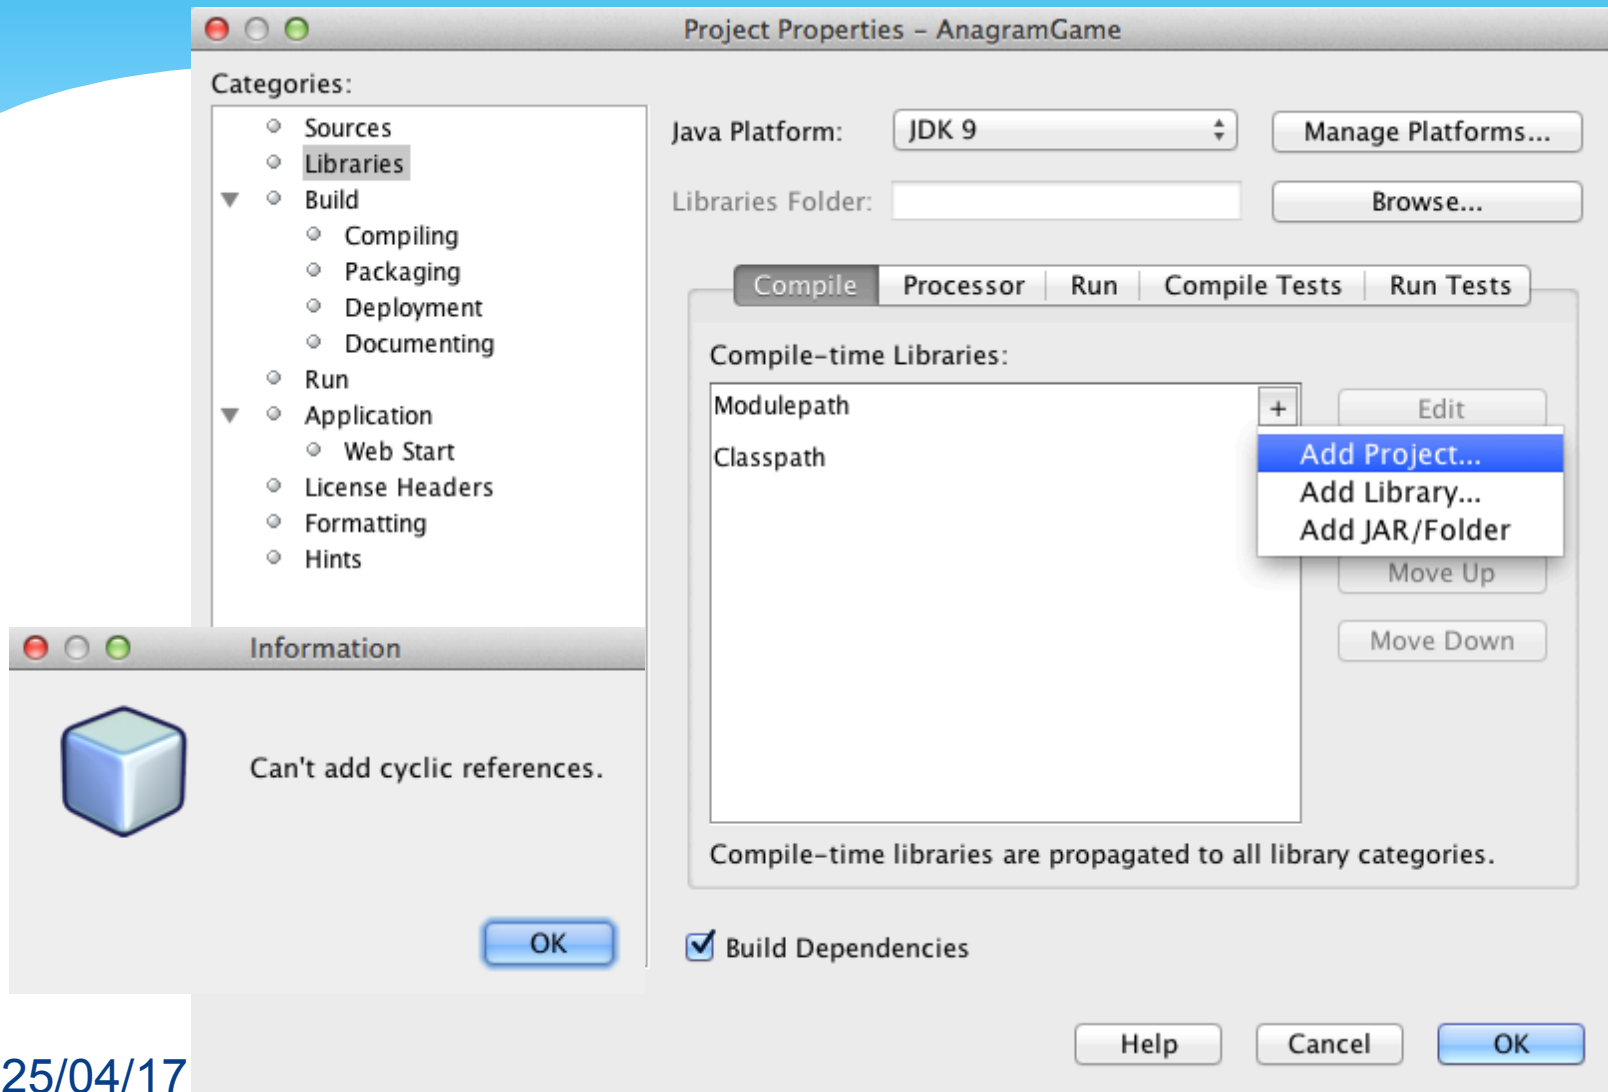 Project Properties – AnagramGame
Categories:
Sources
Libraries
Build
Compiling
Packaging
Deployment
Documenting
Run
Application
Web Start
License Headers
Formatting
Hints
Java Platform:
JDK 9
Manage Platforms...
Libraries Folder:
Browse...
Compile
Processor
Run
Compile Tests
Run Tests
Compile-time Libraries:
Modulepath
+
Edit
Classpath
Add Project...
Add Library...
Add JAR/Folder
Move Up
Move Down
Compile-time libraries are propagated to all library categories.
Build Dependencies
Help
Cancel
OK
Information
Can't add cyclic references.
OK
25/04/17